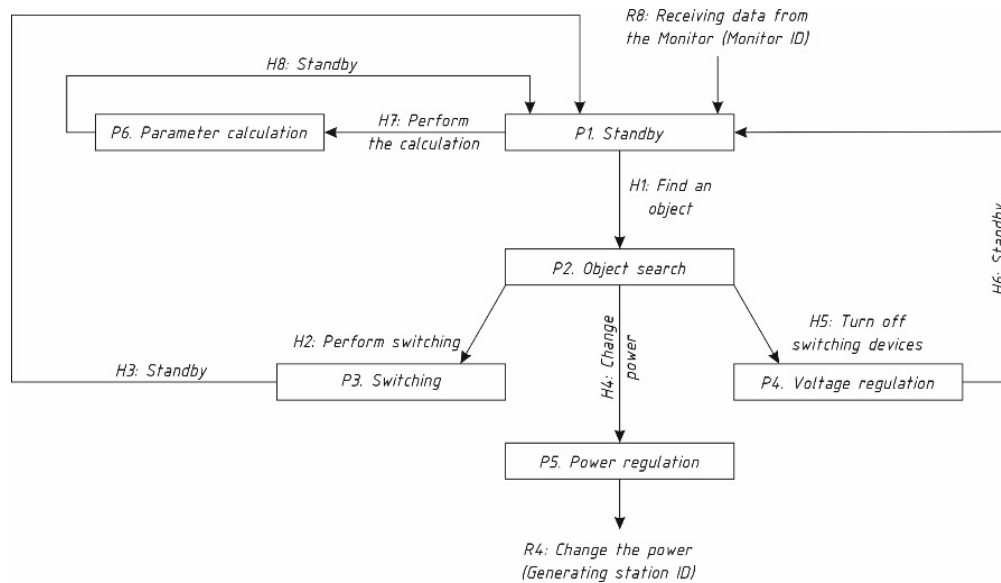 R8: Receiving data from
the Monitor (Monitor ID)
H8: Standby
P6. Parameter calculation
H7: Perform
the calculation
P1. Standby
H1: Find an
object
H6: Standby
P2. Object search
H2: Perform switching
H4: Change
power
H5: Turn off
switching devices
H3: Standby
P3. Switching
P4. Voltage regulation
P5. Power regulation
R4: Change the power
(Generating station ID)